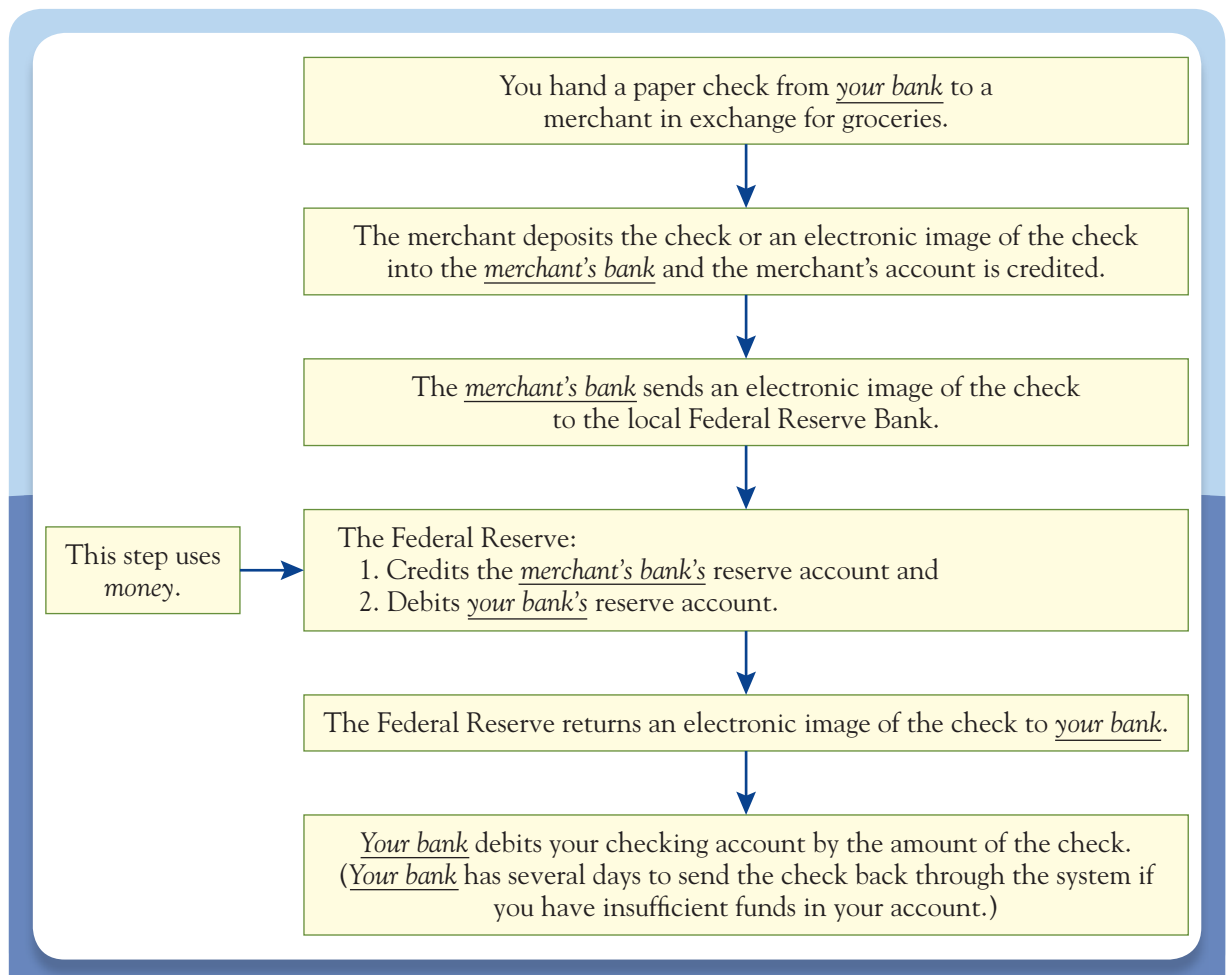 You hand a paper check from your bank to a
merchant in exchange for groceries.
The merchant deposits the check or an electronic image of the check
into the merchant's bank and the merchant's account is credited.
The merchant's bank sends an electronic image of the check
to the local Federal Reserve Bank.
This step uses
money.
The Federal Reserve:
1. Credits the merchant's bank's reserve account and
2. Debits your bank's reserve account.
The Federal Reserve returns an electronic image of the check to your bank.
Your bank debits your checking account by the amount of the check.
(Your bank has several days to send the check back through the system if
you have insufficient funds in your account.)